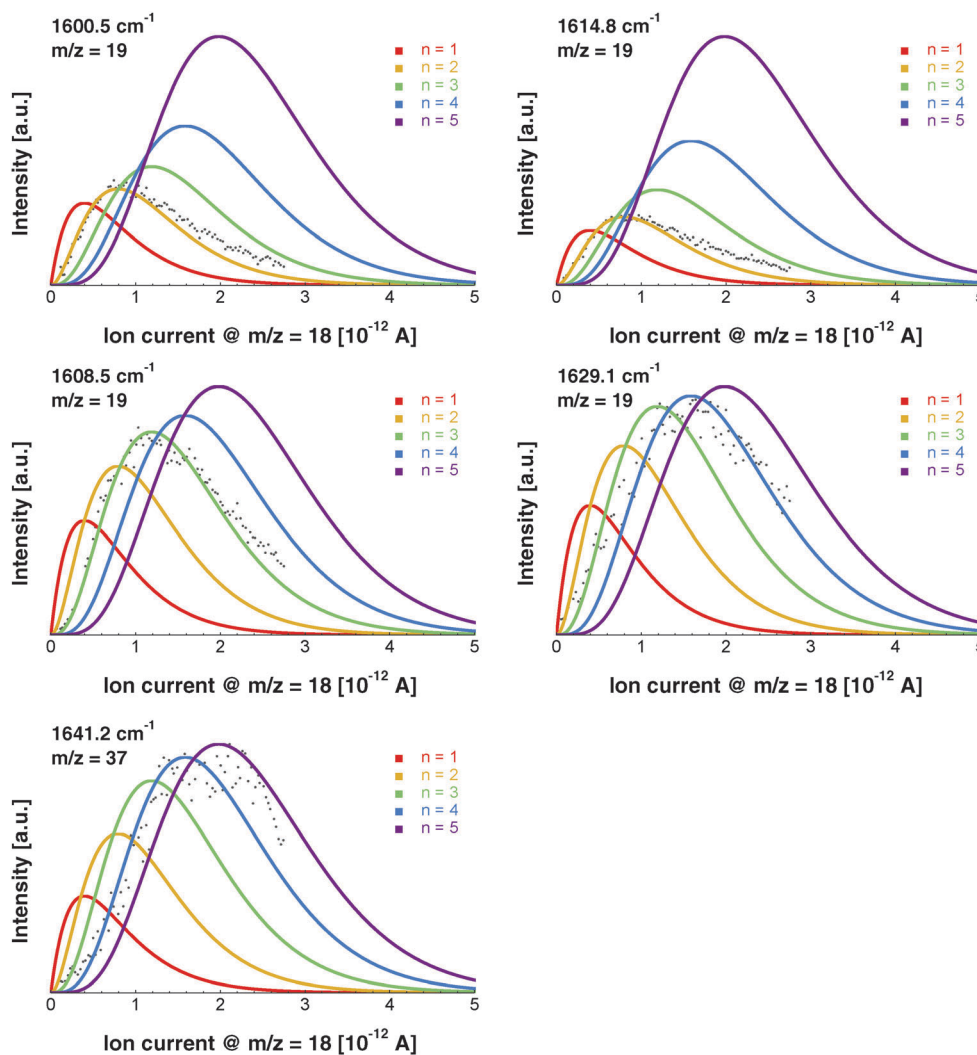 1600.5 cm⁻¹
m/z = 19
n = 1
n = 2
n = 3
n = 4
n = 5
Intensity [a.u.]
0 1 2 3 4 5
Ion current @ m/z = 18 [10⁻¹² A]
1614.8 cm⁻¹
m/z = 19
n = 1
n = 2
n = 3
n = 4
n = 5
Intensity [a.u.]
0 1 2 3 4 5
Ion current @ m/z = 18 [10⁻¹² A]
1608.5 cm⁻¹
m/z = 19
n = 1
n = 2
n = 3
n = 4
n = 5
Intensity [a.u.]
0 1 2 3 4 5
Ion current @ m/z = 18 [10⁻¹² A]
1629.1 cm⁻¹
m/z = 19
n = 1
n = 2
n = 3
n = 4
n = 5
Intensity [a.u.]
0 1 2 3 4 5
Ion current @ m/z = 18 [10⁻¹² A]
1641.2 cm⁻¹
m/z = 37
n = 1
n = 2
n = 3
n = 4
n = 5
Intensity [a.u.]
0 1 2 3 4 5
Ion current @ m/z = 18 [10⁻¹² A]